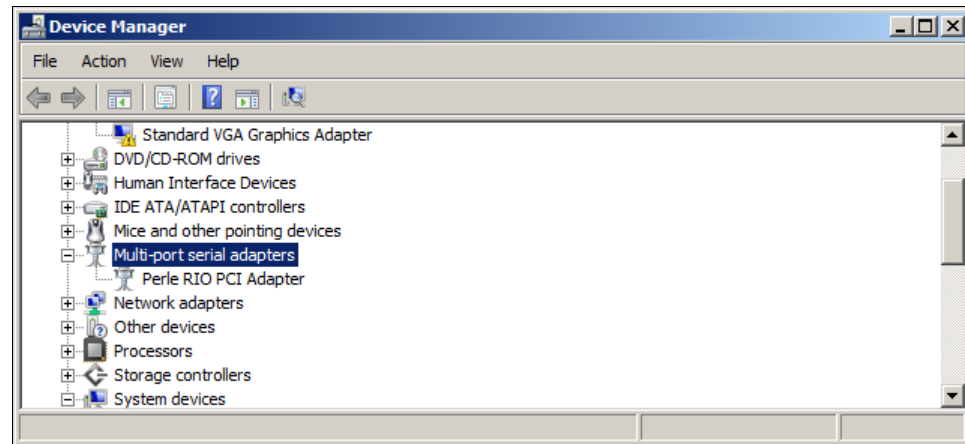 Device Manager
File Action View Help
Standard VGA Graphics Adapter
DVD/CD-ROM drives
Human Interface Devices
IDE ATA/ATAPI controllers
Mice and other pointing devices
Multi-port serial adapters
Perle RIO PCI Adapter
Network adapters
Other devices
Processors
Storage controllers
System devices